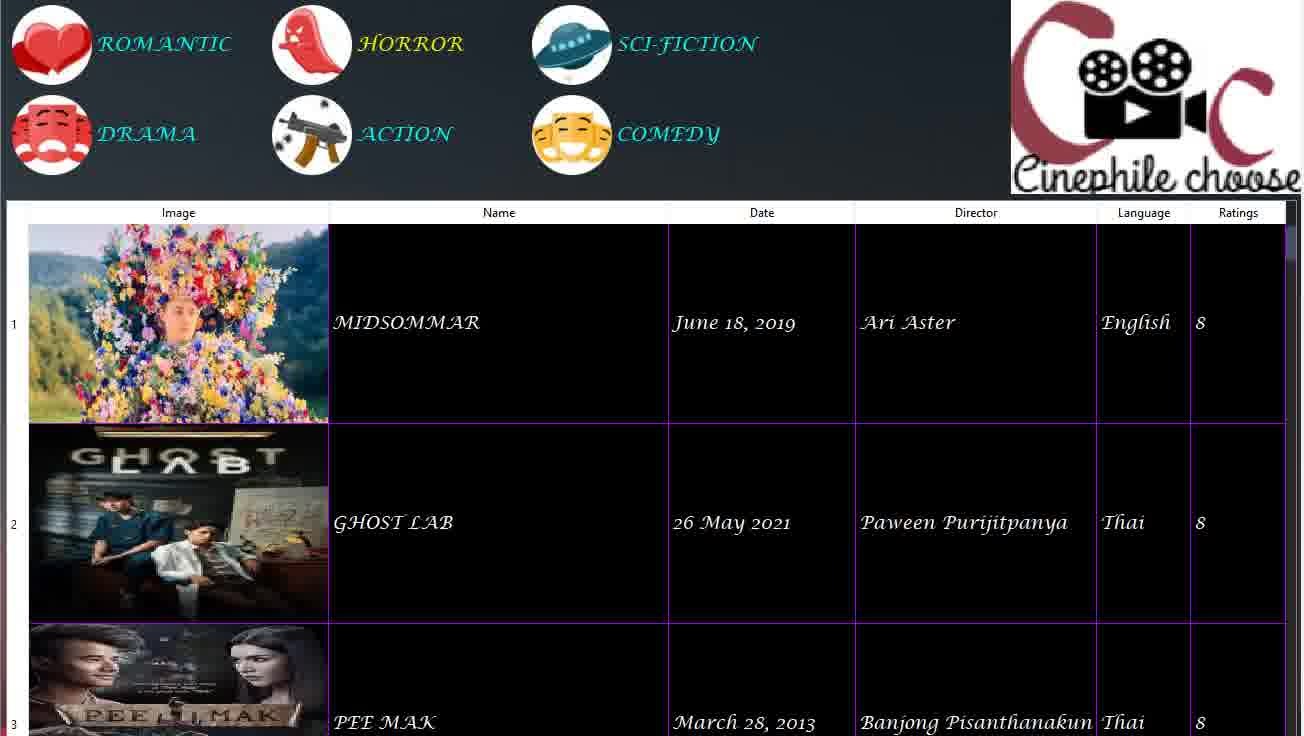 ROMANTIC HORROR SCI-FICTION
DRAMA ACTION COMEDY
C c
Cinephile choose
Image Name Date Director Language Ratings
1 MIDSOMMAR June 18, 2019 Ari Aster English 8
GHOST
LAB
2 GHOST LAB 26 May 2021 Paween Purijitpanya Thai 8
PEE MAK
3 PEE MAK March 28, 2013 Banjong Pisanthanakun Thai 8